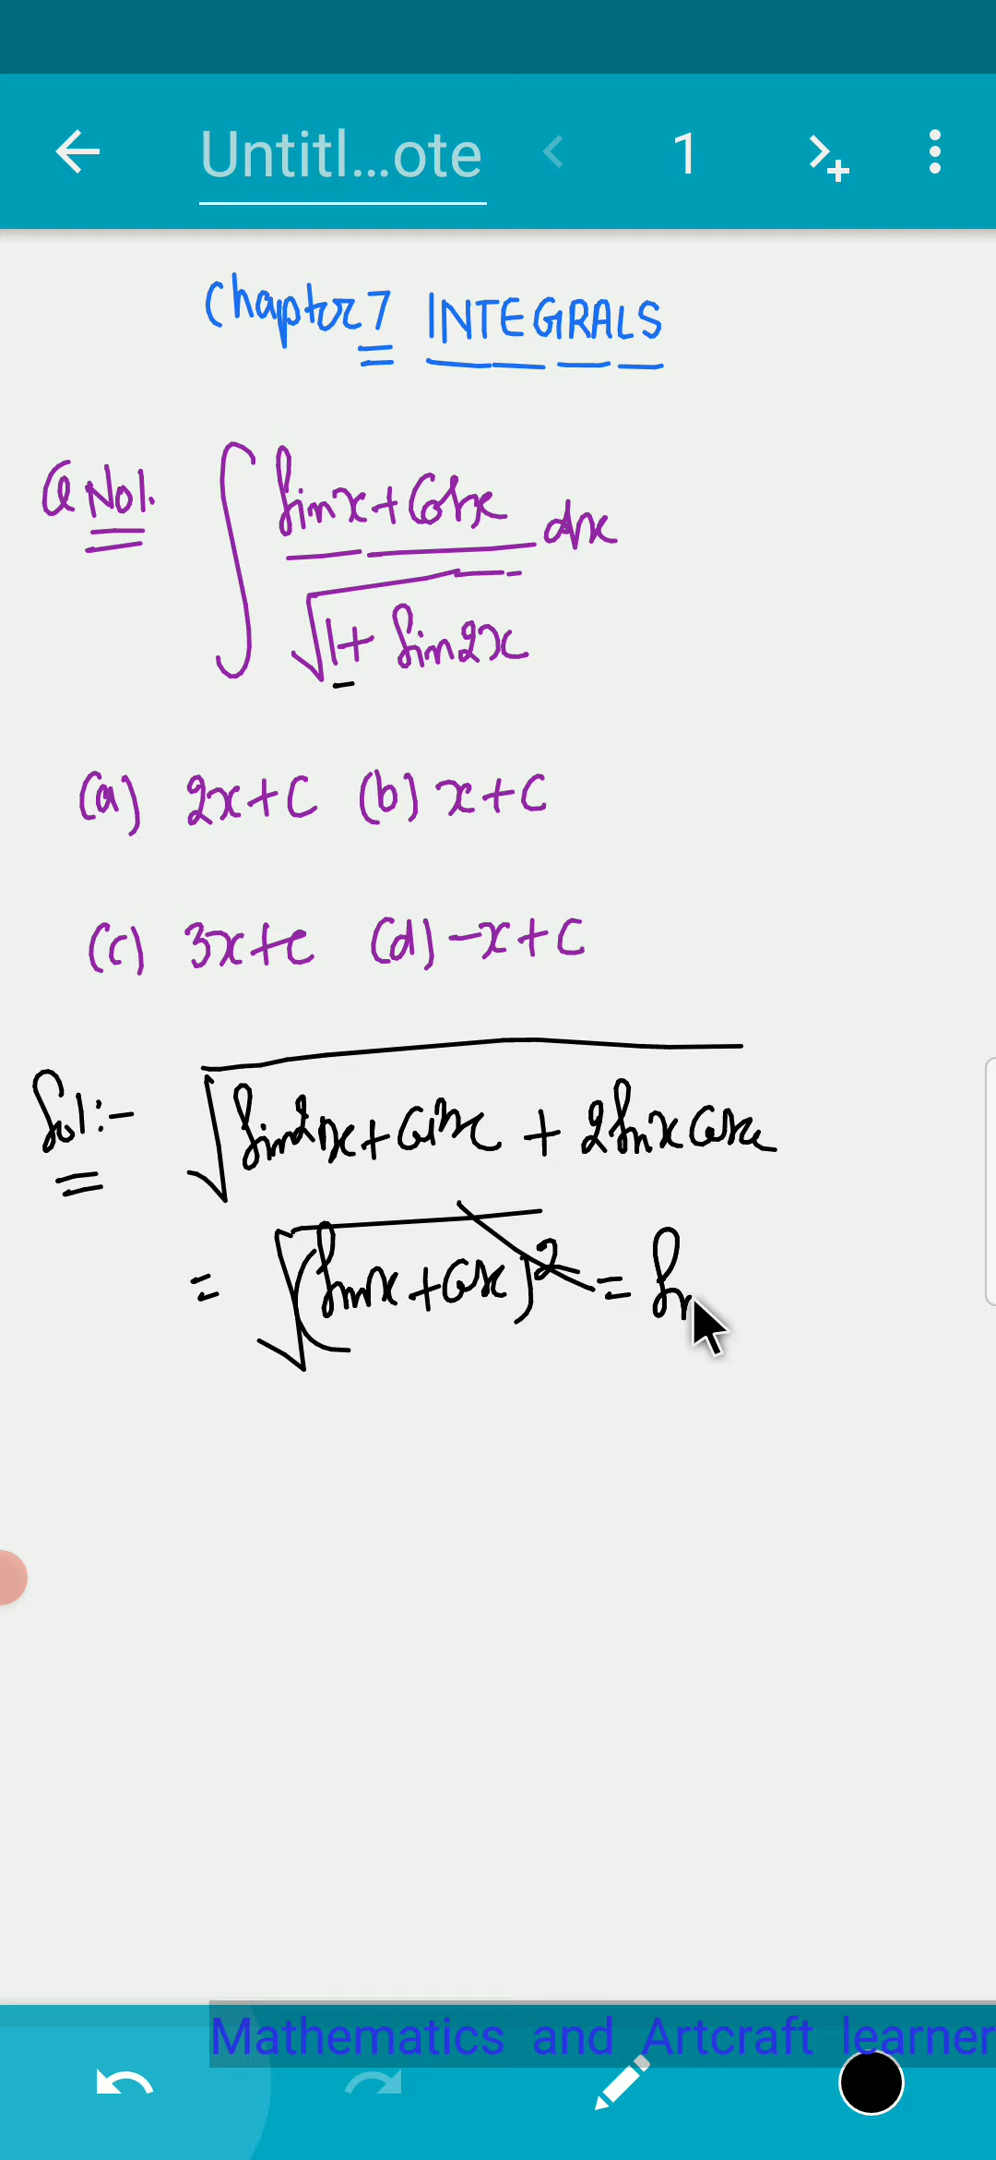 Untitl...ote 1
Chapter 7 INTEGRALS
Q No1. ∫ (sinx + cosx)/√(1 + sin2x) dx
(a) 2x + C (b) x + C
(c) 3x + c (d) -x + C
Sol:- √(sin²x + cos²x + 2sinx cosx)
= √(sinx + cosx)² =
Mathematics and Artcraft learner